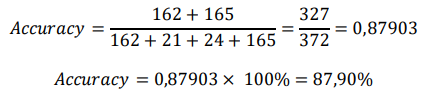 Accuracy = (162 + 165) / (162 + 21 + 24 + 165) = 327 / 372 = 0,87903
Accuracy = 0,87903 × 100% = 87,90%